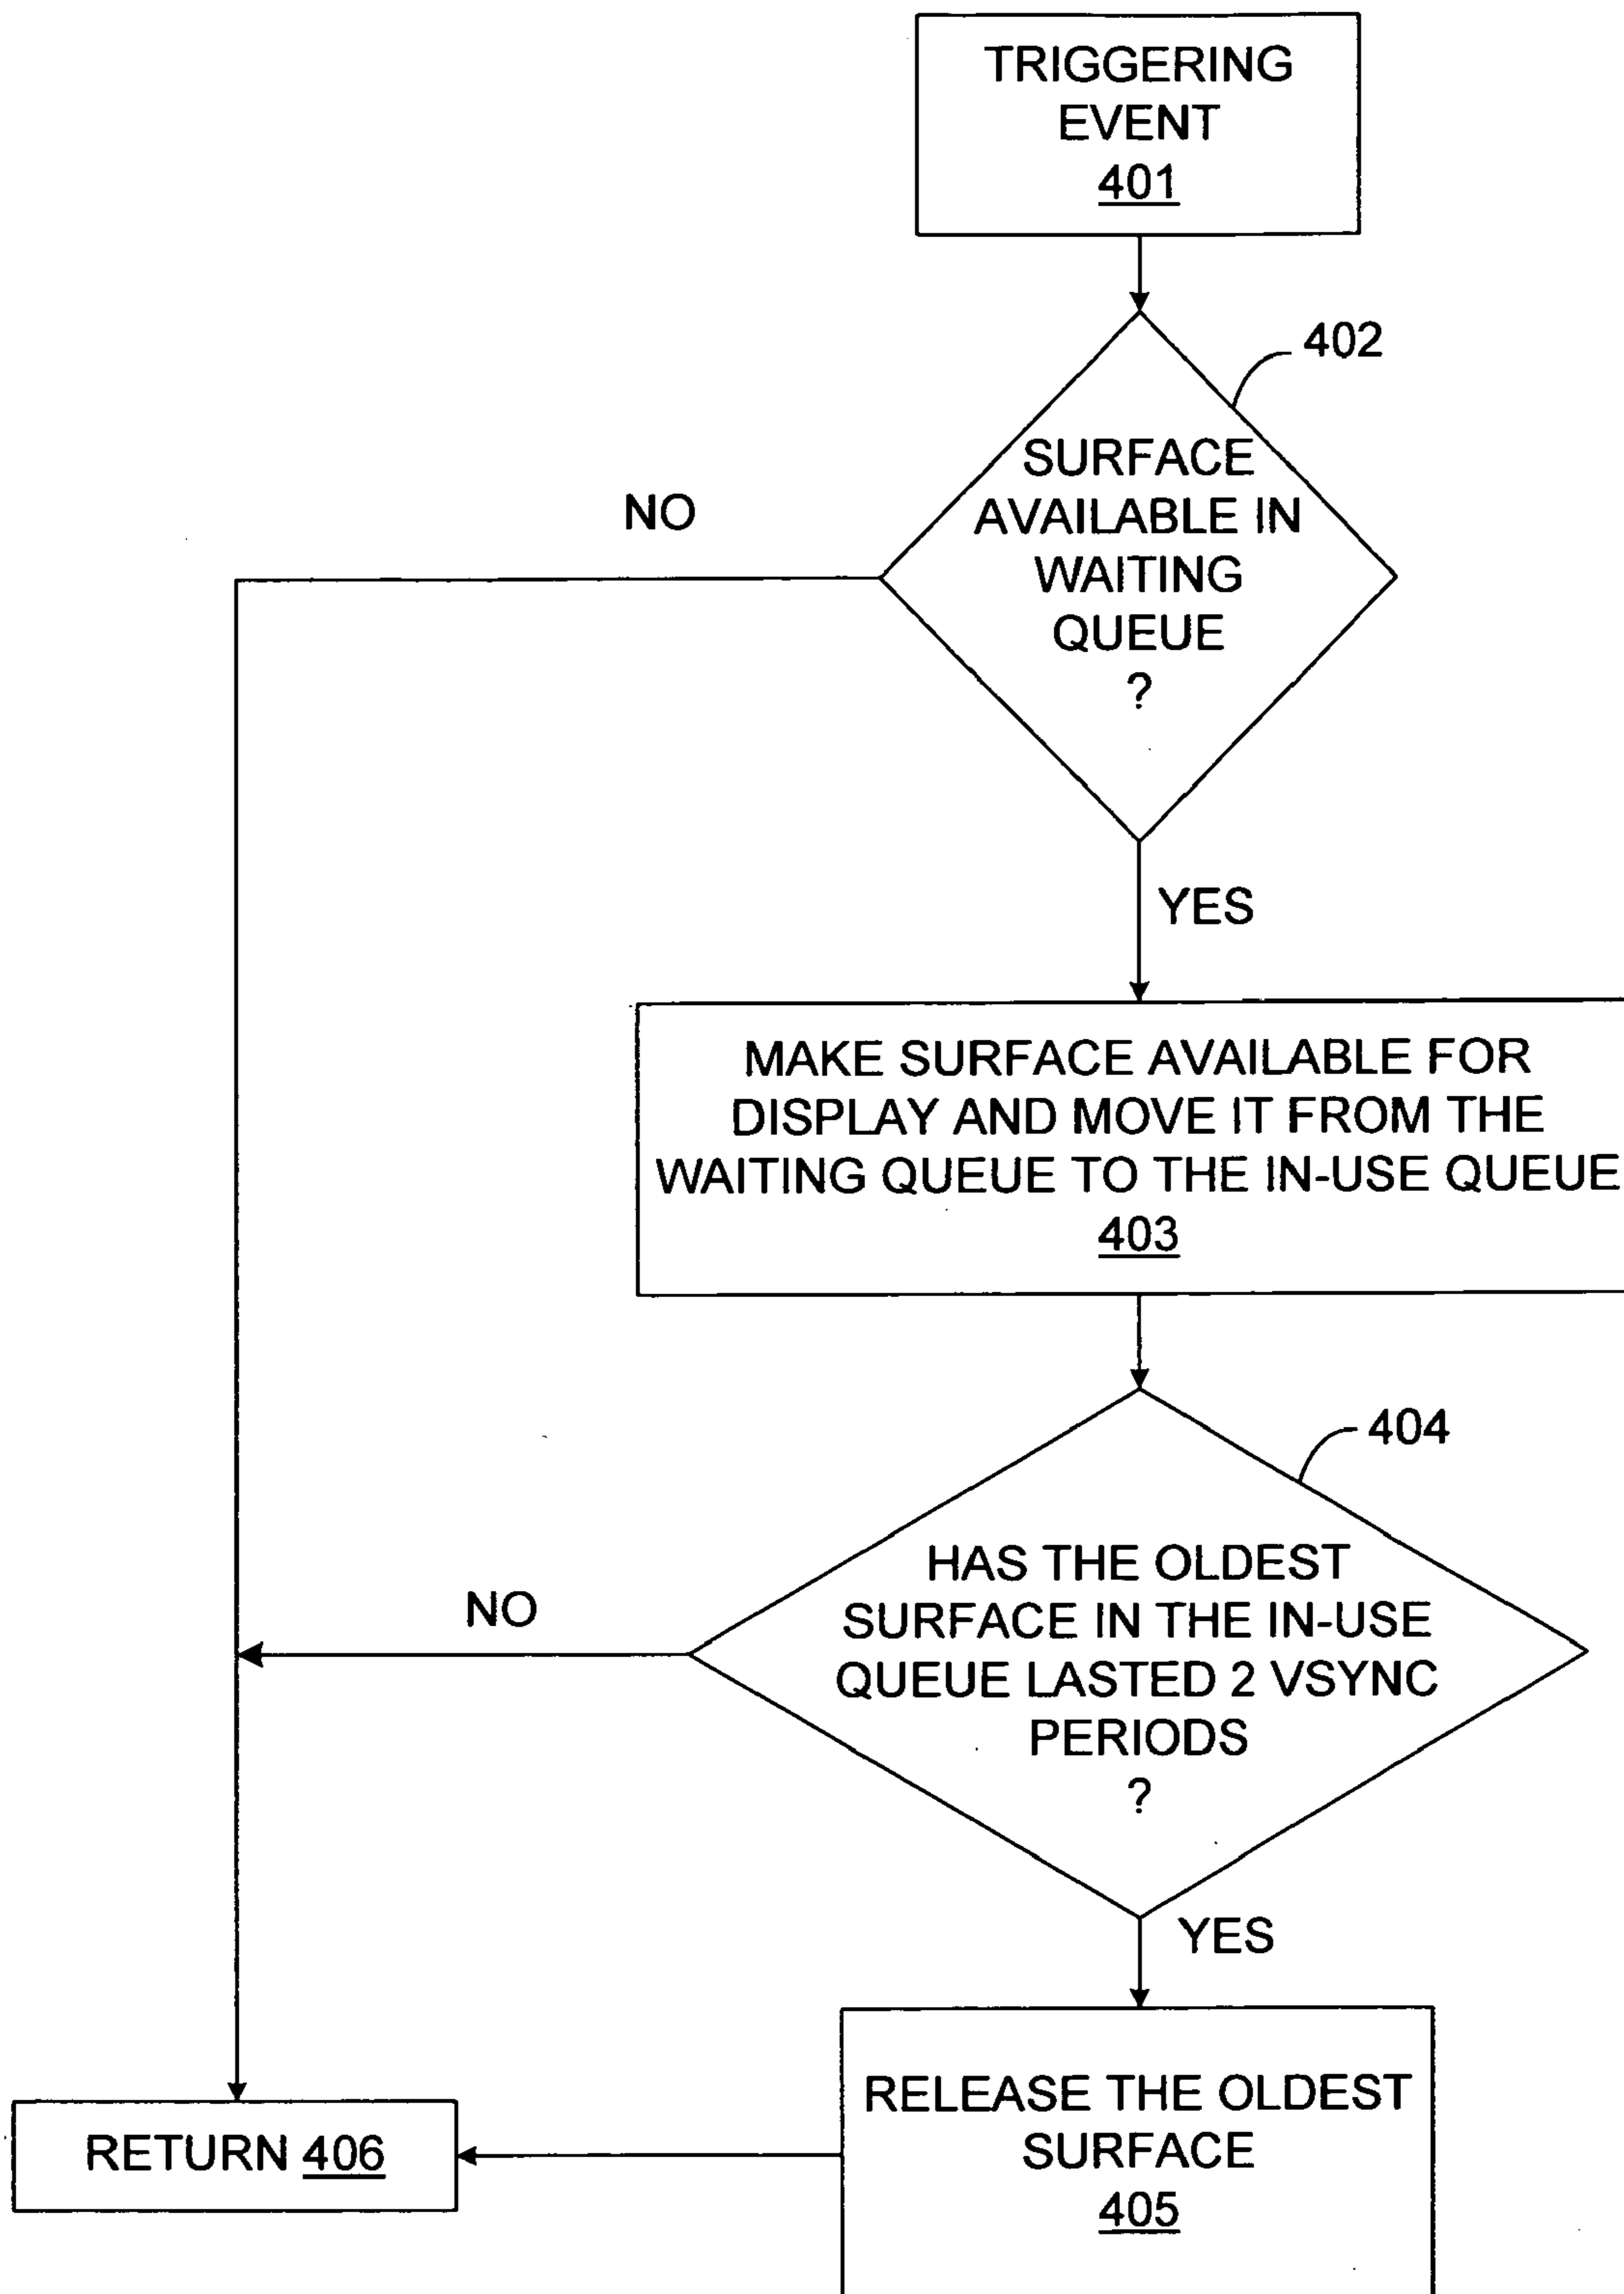 TRIGGERING
EVENT
401
402
SURFACE
AVAILABLE IN
WAITING
QUEUE
?
NO
YES
MAKE SURFACE AVAILABLE FOR
DISPLAY AND MOVE IT FROM THE
WAITING QUEUE TO THE IN-USE QUEUE
403
404
HAS THE OLDEST
SURFACE IN THE IN-USE
QUEUE LASTED 2 VSYNC
PERIODS
?
NO
YES
RELEASE THE OLDEST
SURFACE
405
RETURN 406